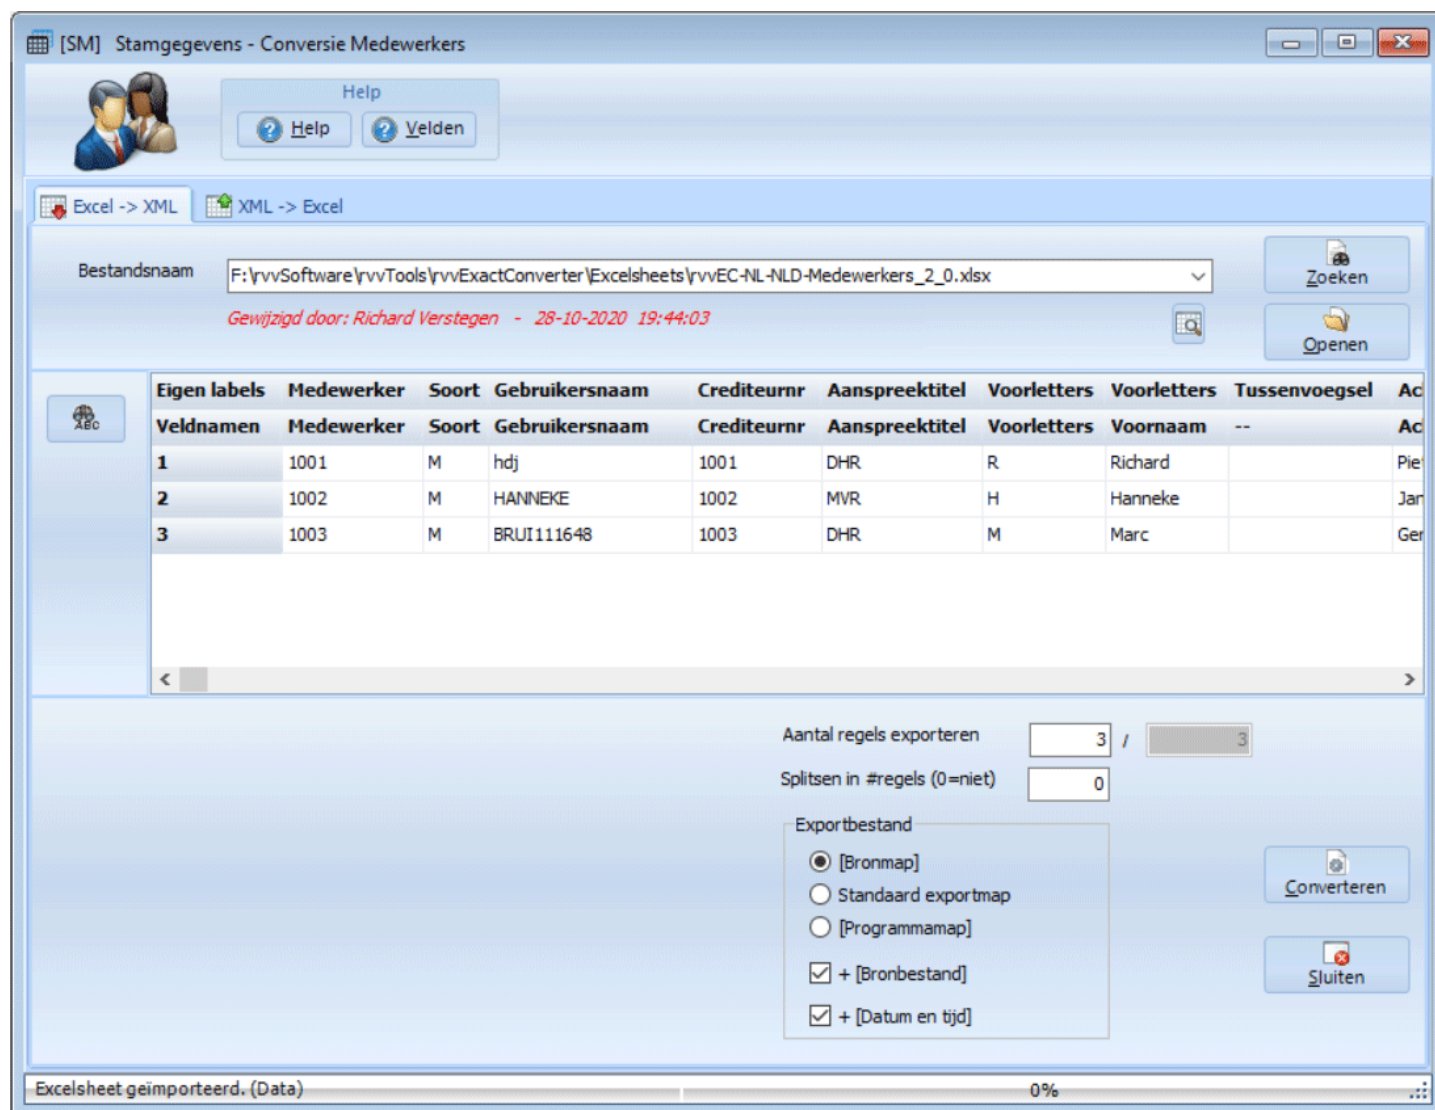 [SM] Stamgegevens - Conversie Medewerkers
Help
Help Velden
Excel -> XML XML -> Excel
Bestandsnaam F:\rvvSoftware\rvvTools\rvvExactConverter\Excelsheets\rvvEC-NL-NLD-Medewerkers_2_0.xlsx Zoeken
Gewijzigd door: Richard Verstegen - 28-10-2020 19:44:03
Openen
Eigen labels Medewerker Soort Gebruikersnaam Crediteurnr Aanspreektitel Voorletters Voorletters Tussenvoegsel
ABC
Veldnamen Medewerker Soort Gebruikersnaam Crediteurnr Aanspreektitel Voorletters Voornaam --
1 1001 M hdj 1001 DHR R Richard
2 1002 M HANNEKE 1002 MVR H Hanneke Jan
3 1003 M BRUI111648 1003 DHR M Marc
< >
Aantal regels exporteren 3 / 3
Splitsen in #regels (0=niet) 0
Exportbestand
[Bronmap]
Standaard exportmap
[Programmamap]
+ [Bronbestand]
+ [Datum en tijd]
Converteren
Sluiten
Excelsheet geïmporteerd. (Data) 0%